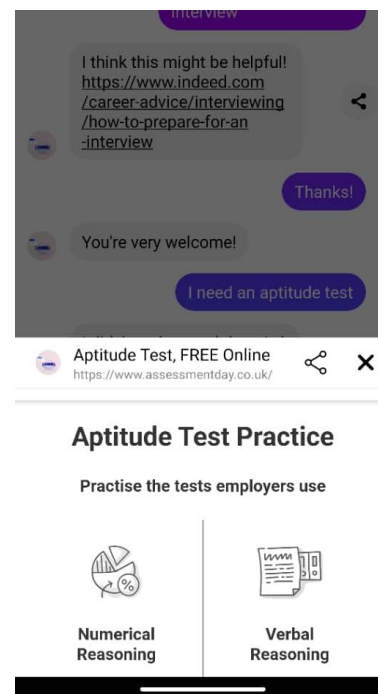 interview
I think this might be helpful!
https://www.indeed.com
/career-advice/interviewing
/how-to-prepare-for-an
-interview
Thanks!
You're very welcome!
I need an aptitude test
Aptitude Test, FREE Online
https://www.assessmentday.co.uk/
Aptitude Test Practice
Practise the tests employers use
Numerical
Reasoning
Verbal
Reasoning